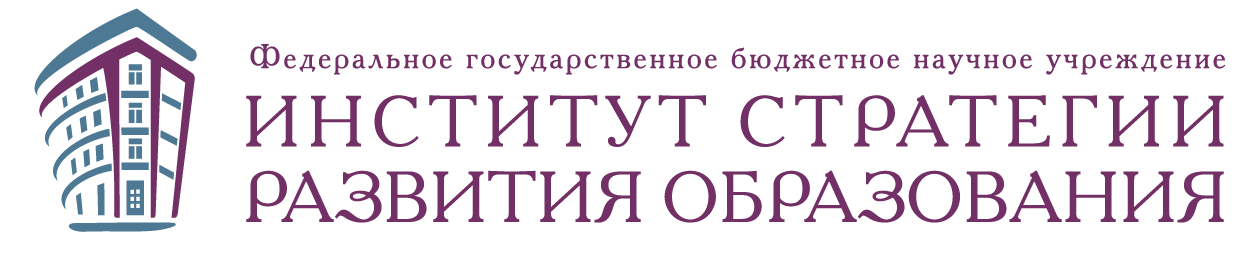 Федеральное государственное бюджетное научное учреждение
ИНСТИТУТ СТРАТЕГИИ
РАЗВИТИЯ ОБРАЗОВАНИЯ